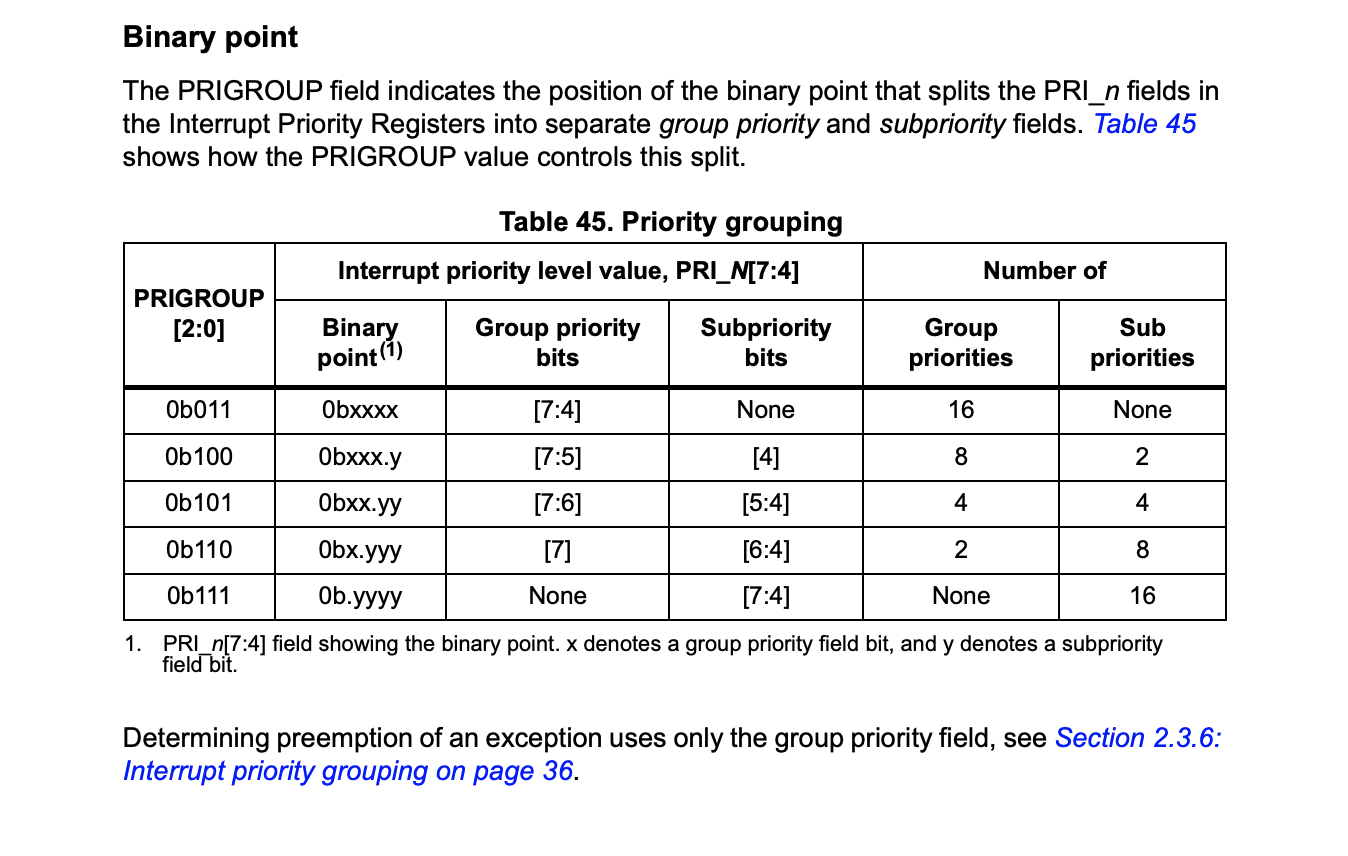 Binary point
The PRIGROUP field indicates the position of the binary point that splits the PRI_n fields in
the Interrupt Priority Registers into separate group priority and subpriority fields. Table 45
shows how the PRIGROUP value controls this split.
Table 45. Priority grouping
PRIGROUP [2:0] Interrupt priority level value, PRI_N[7:4] Number of
Binary point(1) Group priority bits Subpriority bits Group priorities Sub priorities
0b011 0bxxxx [7:4] None 16 None
0b100 0bxxx.y [7:5] [4] 8 2
0b101 0bxx.yy [7:6] [5:4] 4 4
0b110 0bx.yyy [7] [6:4] 2 8
0b111 0b.yyyy None [7:4] None 16
1. PRI_n[7:4] field showing the binary point. x denotes a group priority field bit, and y denotes a subpriority
field bit.
Determining preemption of an exception uses only the group priority field, see Section 2.3.6:
Interrupt priority grouping on page 36.